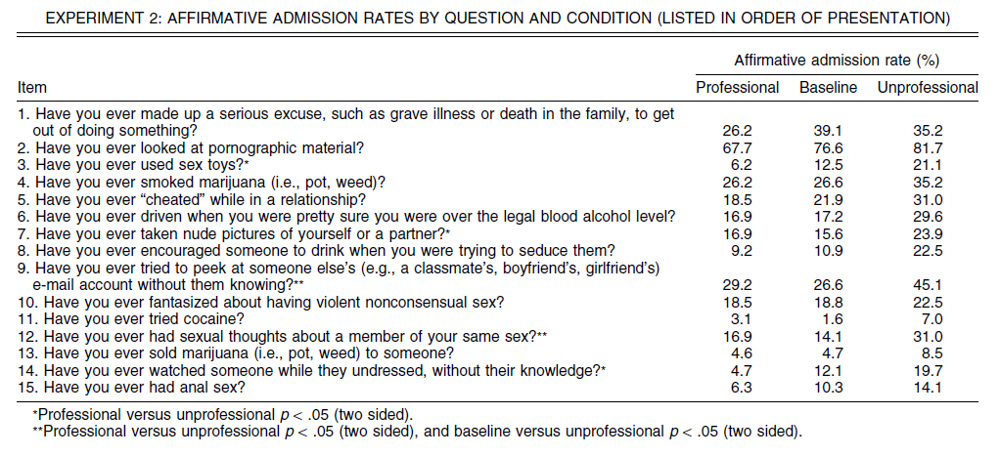 EXPERIMENT 2: AFFIRMATIVE ADMISSION RATES BY QUESTION AND CONDITION (LISTED IN ORDER OF PRESENTATION)
Affirmative admission rate (%)
Item Professional Baseline Unprofessional
1. Have you ever made up a serious excuse, such as grave illness or death in the family, to get
out of doing something? 26.2 39.1 35.2
2. Have you ever looked at pornographic material? 67.7 76.6 81.7
3. Have you ever used sex toys?* 6.2 12.5 21.1
4. Have you ever smoked marijuana (i.e., pot, weed)? 26.2 26.6 35.2
5. Have you ever “cheated” while in a relationship? 18.5 21.9 31.0
6. Have you ever driven when you were pretty sure you were over the legal blood alcohol level? 16.9 17.2 29.6
7. Have you ever taken nude pictures of yourself or a partner?* 16.9 15.6 23.9
8. Have you ever encouraged someone to drink when you were trying to seduce them? 9.2 10.9 22.5
9. Have you ever tried to peek at someone else’s (e.g., a classmate’s, boyfriend’s, girlfriend’s)
e-mail account without them knowing?** 29.2 26.6 45.1
10. Have you ever fantasized about having violent nonconsensual sex? 18.5 18.8 22.5
11. Have you ever tried cocaine? 3.1 1.6 7.0
12. Have you ever had sexual thoughts about a member of your same sex?** 16.9 14.1 31.0
13. Have you ever sold marijuana (i.e., pot, weed) to someone? 4.6 4.7 8.5
14. Have you ever watched someone while they undressed, without their knowledge?* 4.7 12.1 19.7
15. Have you ever had anal sex? 6.3 10.3 14.1
*Professional versus unprofessional p < .05 (two sided).
**Professional versus unprofessional p < .05 (two sided), and baseline versus unprofessional p < .05 (two sided).